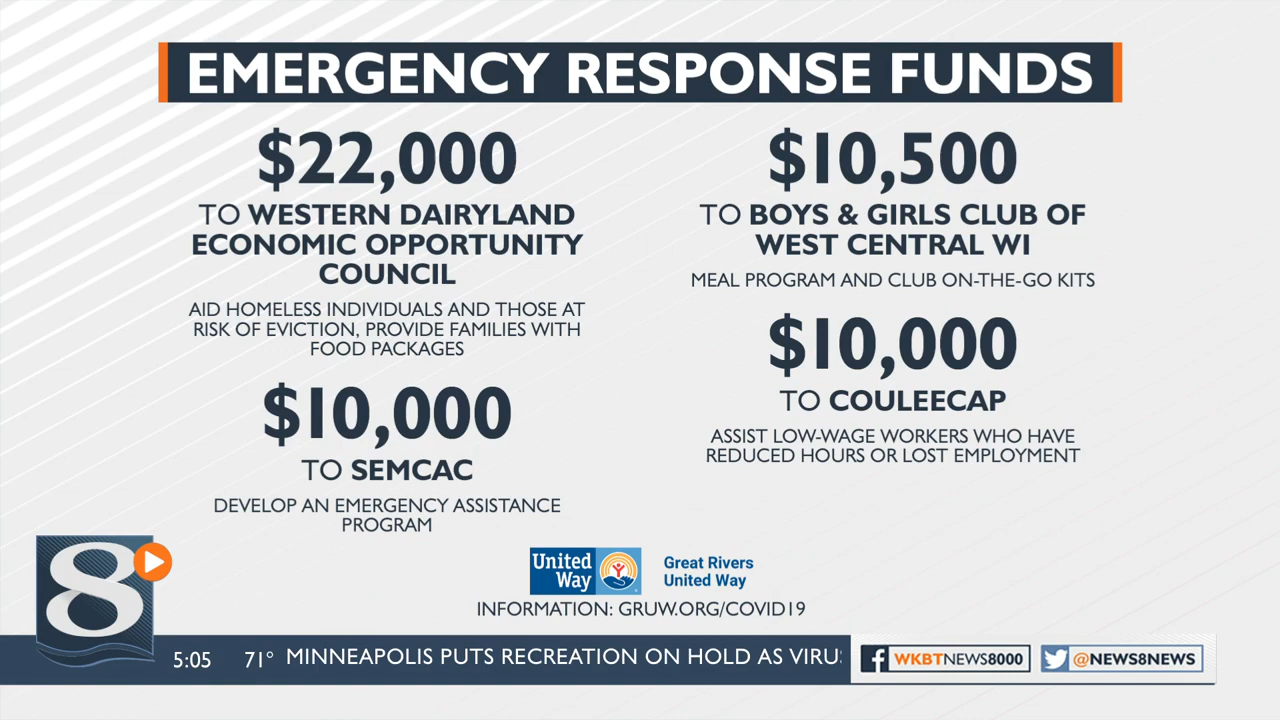 EMERGENCY RESPONSE FUNDS
$22,000
TO WESTERN DAIRYLAND
ECONOMIC OPPORTUNITY
COUNCIL
AID HOMELESS INDIVIDUALS AND THOSE AT
RISK OF EVICTION, PROVIDE FAMILIES WITH
FOOD PACKAGES
$10,000
TO SEMCAC
DEVELOP AN EMERGENCY ASSISTANCE
PROGRAM
$10,500
TO BOYS & GIRLS CLUB OF
WEST CENTRAL WI
MEAL PROGRAM AND CLUB ON-THE-GO KITS
$10,000
TO COULEECAP
ASSIST LOW-WAGE WORKERS WHO HAVE
REDUCED HOURS OR LOST EMPLOYMENT
United
Way
Great Rivers
United Way
INFORMATION: GRUW.ORG/COVID19
8
5:05 71° MINNEAPOLIS PUTS RECREATION ON HOLD AS VIRU
WKBTNEWS8000
@NEWS8NEWS